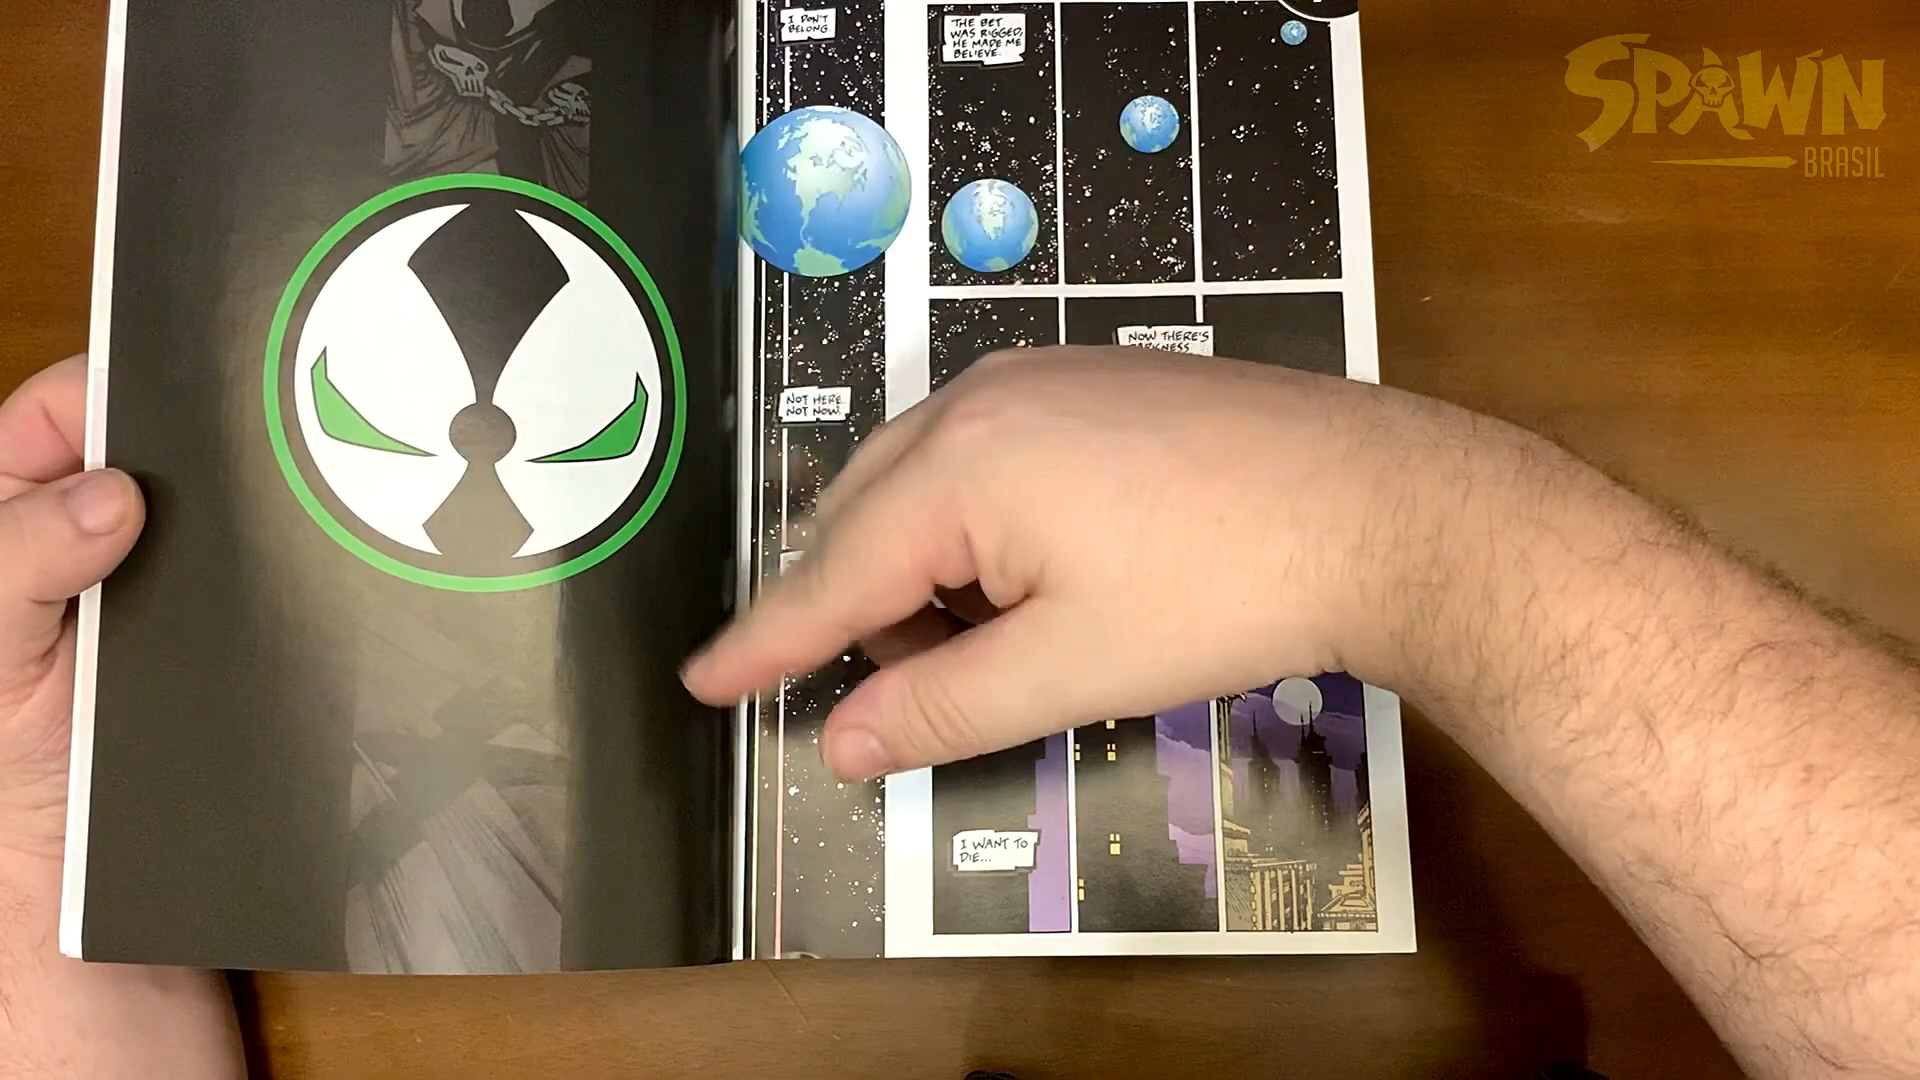 I DON'T
BELONG.
THE BET
WAS RIGGED,
HE MADE ME
BELIEVE.
NOT HERE.
NOT NOW.
NOW THERE'S
DARKNESS
I WANT TO
DIE...
SPAWN
BRASIL